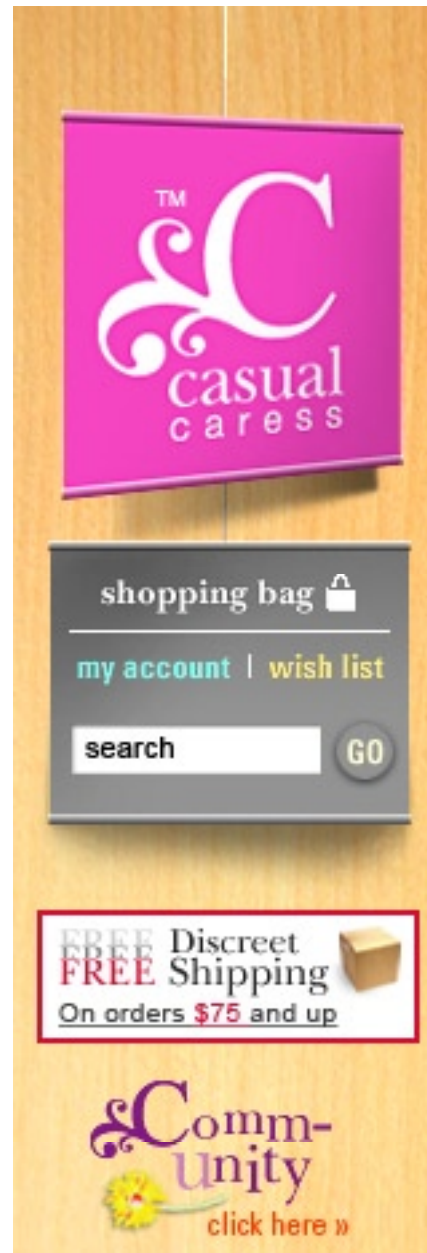 TM
C
casual
caress
shopping bag
my account | wish list
search GO
FREE FREE FREE Discreet
Shipping
On orders $75 and up
Comm-
unity
click here »